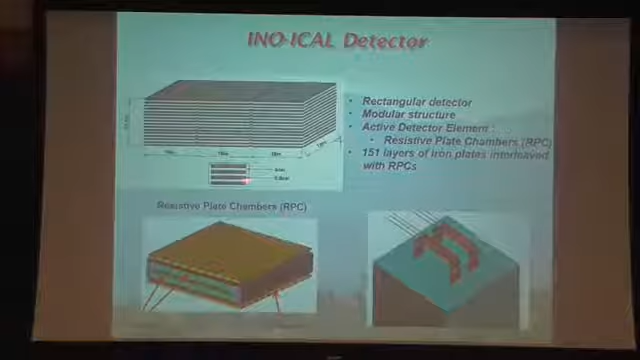 INO-ICAL Detector
Rectangular detector
Modular structure
Active Detector Element :
Resistive Plate Chambers (RPC)
151 layers of iron plates interleaved
with RPCs
Resistive Plate Chambers (RPC)